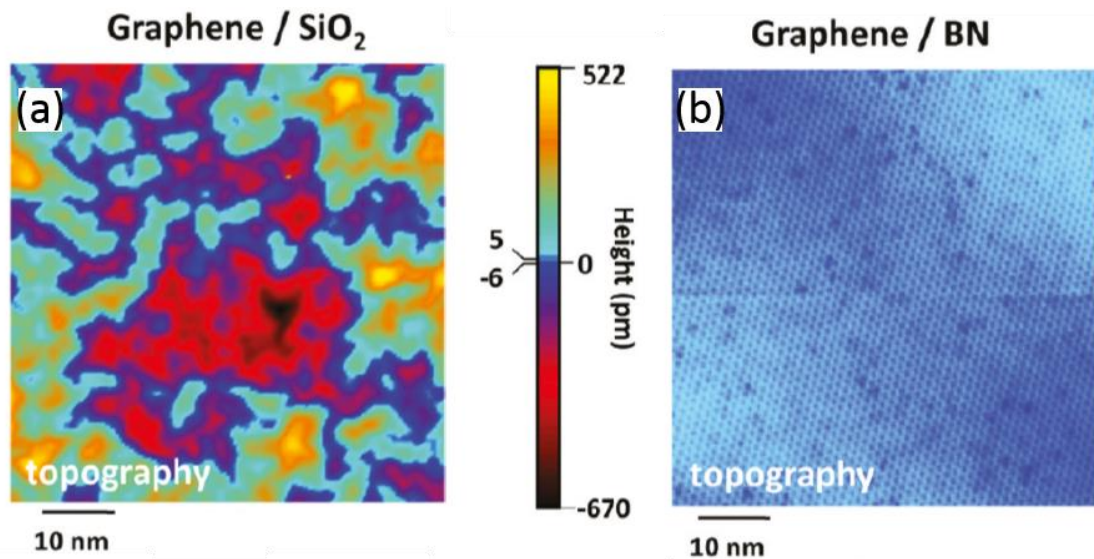 Graphene / SiO₂
Graphene / BN
(a)
522
(b)
5
-6
0
Height (pm)
-670
topography
topography
10 nm
10 nm